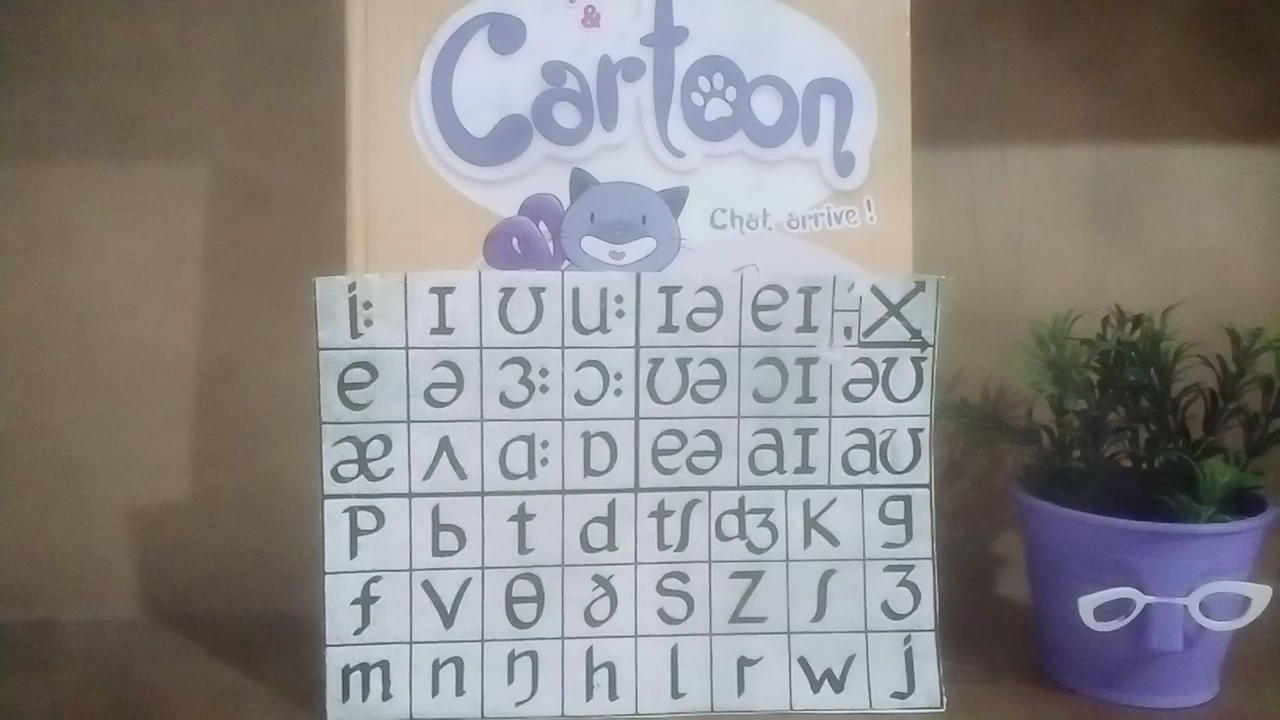 &
Cartoon
Chat, arrive !
iː ɪ ʊ uː ɪə eɪ
e ə ɜː ɔː ʊə ɔɪ əʊ
æ ʌ ɑː ɒ eə aɪ aʊ
p b t d tʃ dʒ k g
f v θ ð s z ʃ ʒ
m n ŋ h l r w j